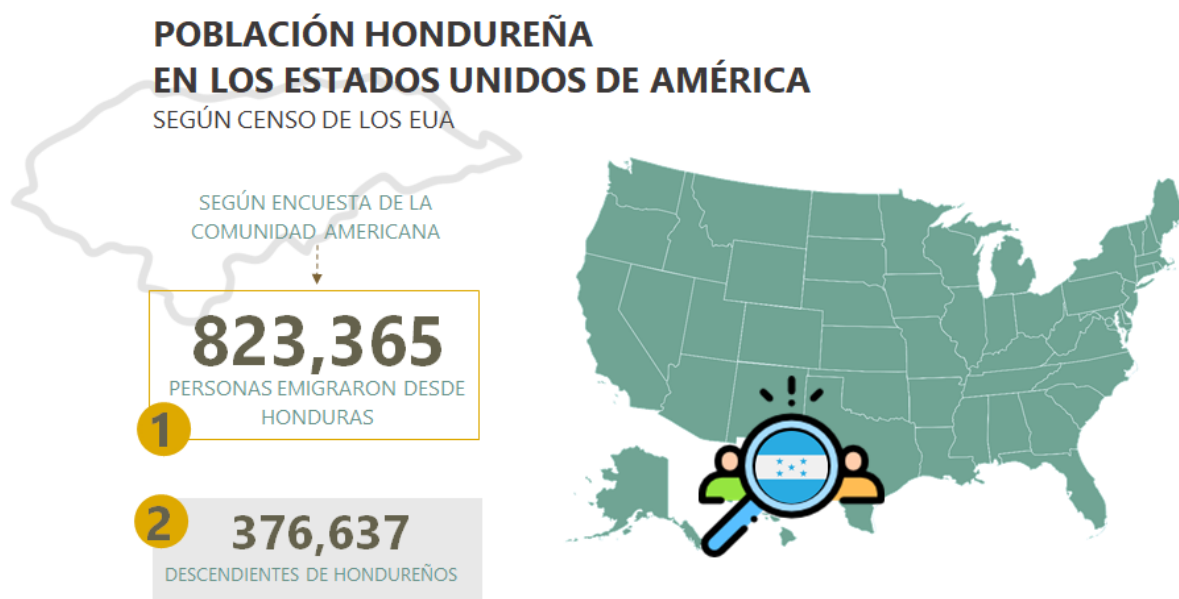 POBLACIÓN HONDUREÑA
EN LOS ESTADOS UNIDOS DE AMÉRICA
SEGÚN CENSO DE LOS EUA
SEGÚN ENCUESTA DE LA
COMUNIDAD AMERICANA
823,365
PERSONAS EMIGRARON DESDE
HONDURAS
1
2
376,637
DESCENDIENTES DE HONDUREÑOS